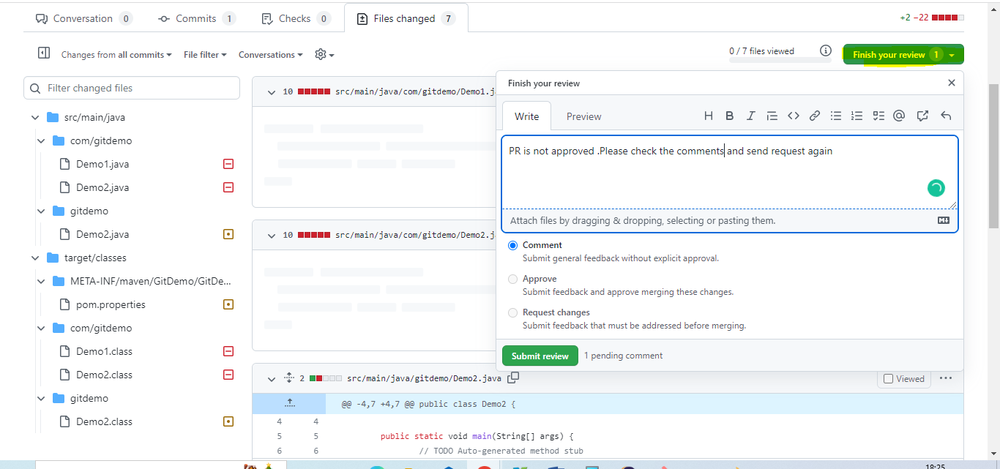 Conversation 0 Commits 1 Checks 0 Files changed 7 +2 −22
Changes from all commits File filter Conversations 0 / 7 files viewed Finish your review 1
Filter changed files
src/main/java
com/gitdemo
Demo1.java
Demo2.java
gitdemo
Demo2.java
target/classes
META-INF/maven/GitDemo/GitDe...
pom.properties
com/gitdemo
Demo1.class
Demo2.class
gitdemo
Demo2.class
10 src/main/java/com/gitdemo/Demo1.j
10 src/main/java/com/gitdemo/Demo2.j
Finish your review
Write Preview
PR is not approved .Please check the comments and send request again
Attach files by dragging & dropping, selecting or pasting them.
Comment
Submit general feedback without explicit approval.
Approve
Submit feedback and approve merging these changes.
Request changes
Submit feedback that must be addressed before merging.
Submit review 1 pending comment
2 src/main/java/gitdemo/Demo2.java Viewed
@@ -4,7 +4,7 @@ public class Demo2 {
4 4
5 5 public static void main(String[] args) {
6 6 // TODO Auto-generated method stub
18:25